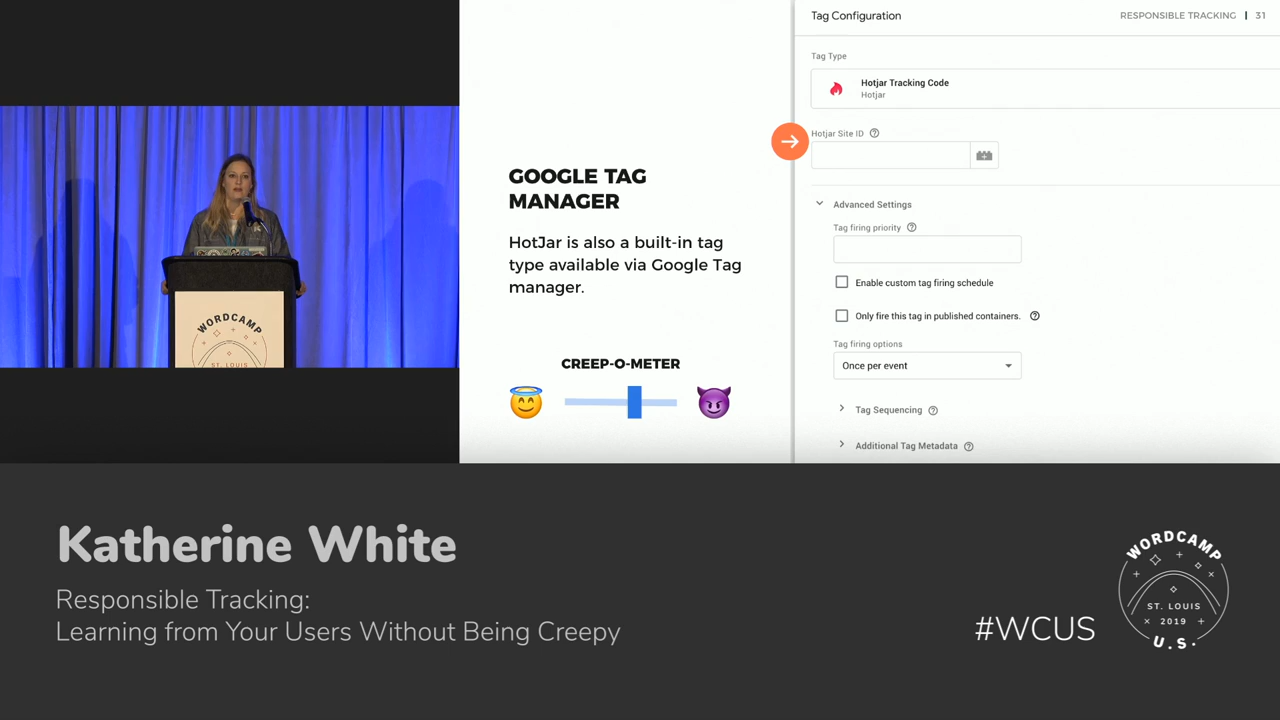 WORDCAMP
ST. LOUIS
GOOGLE TAG
MANAGER
HotJar is also a built-in tag
type available via Google Tag
manager.
CREEP-O-METER
Tag Configuration
RESPONSIBLE TRACKING | 31
Tag Type
Hotjar Tracking Code
Hotjar
Hotjar Site ID
Advanced Settings
Tag firing priority
Enable custom tag firing schedule
Only fire this tag in published containers.
Tag firing options
Once per event
Tag Sequencing
Additional Tag Metadata
Katherine White
Responsible Tracking:
Learning from Your Users Without Being Creepy
#WCUS
WORDCAMP
ST. LOUIS
2019
U.S.